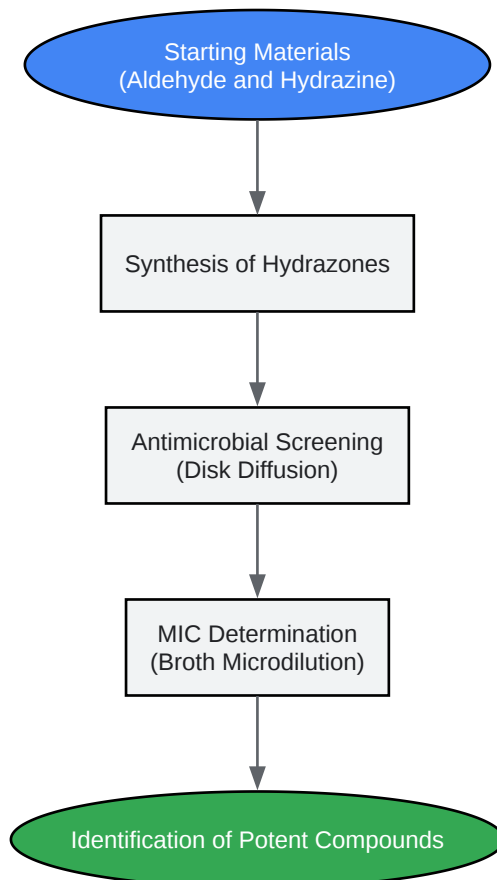 Starting Materials
(Aldehyde and Hydrazine)
Synthesis of Hydrazones
Antimicrobial Screening
(Disk Diffusion)
MIC Determination
(Broth Microdilution)
Identification of Potent Compounds